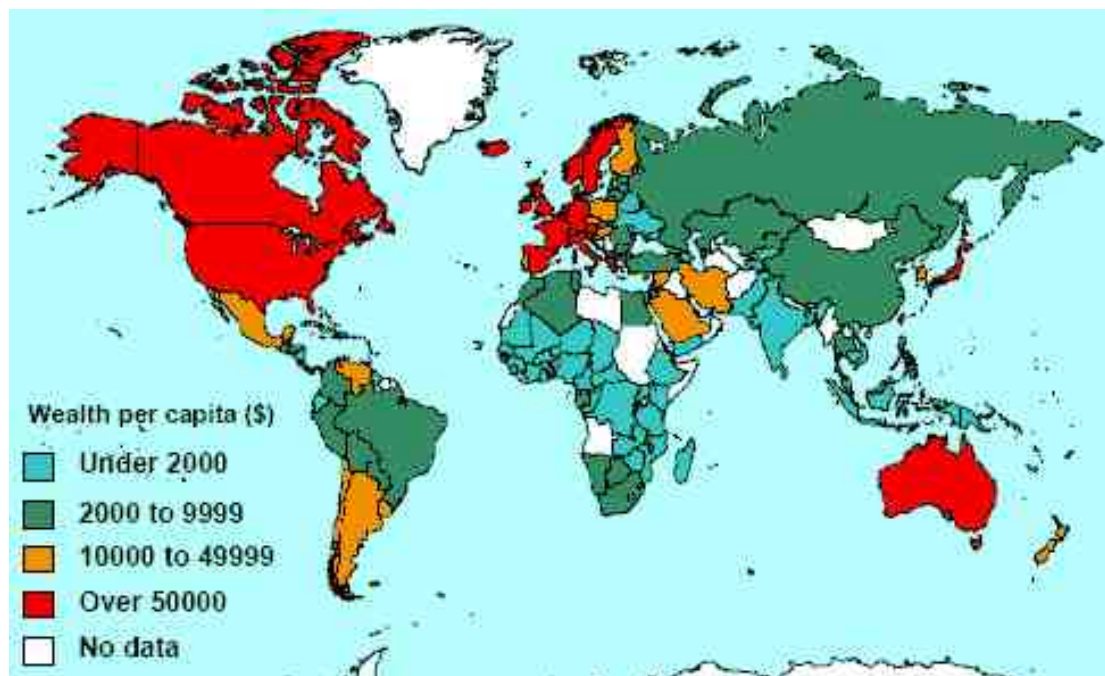 Wealth per capita ($)
Under 2000
2000 to 9999
10000 to 49999
Over 50000
No data